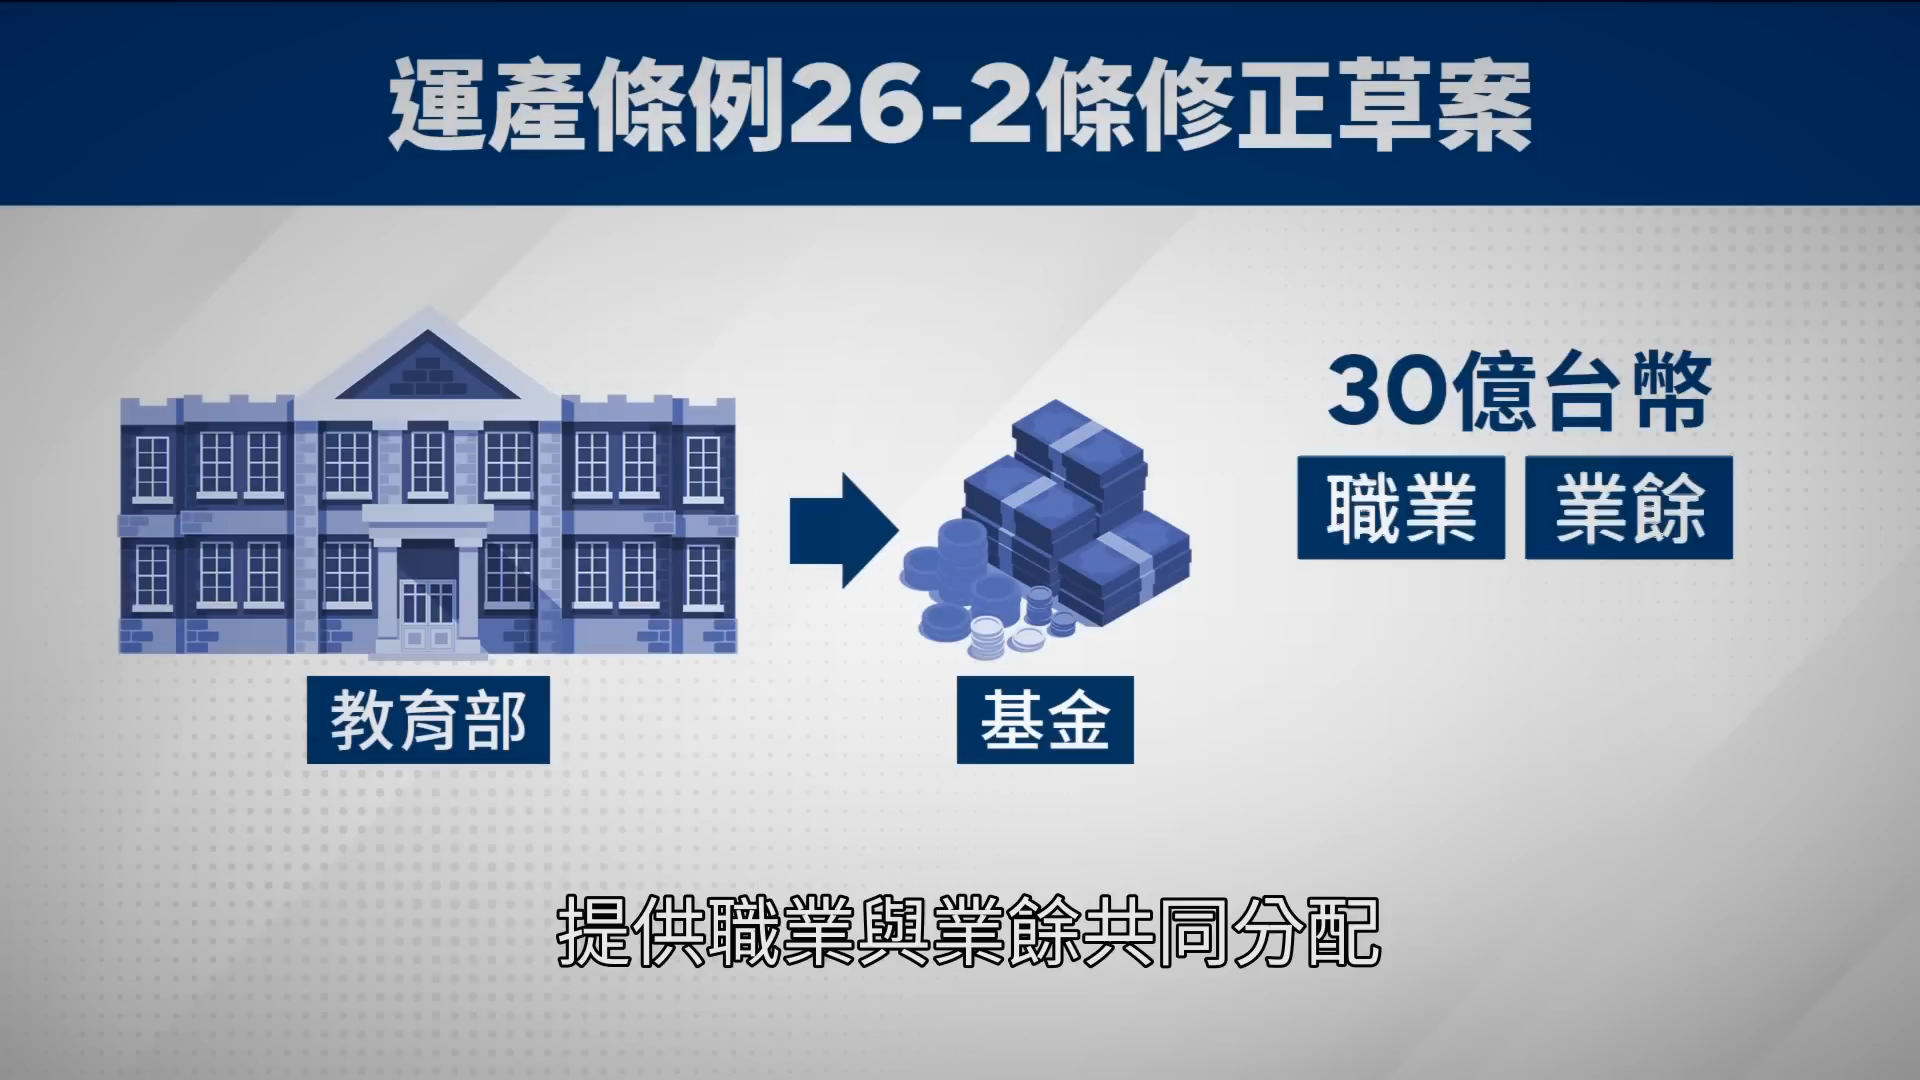 運產條例26-2條修正草案
30億台幣
職業 業餘
教育部
基金
提供職業與業餘共同分配